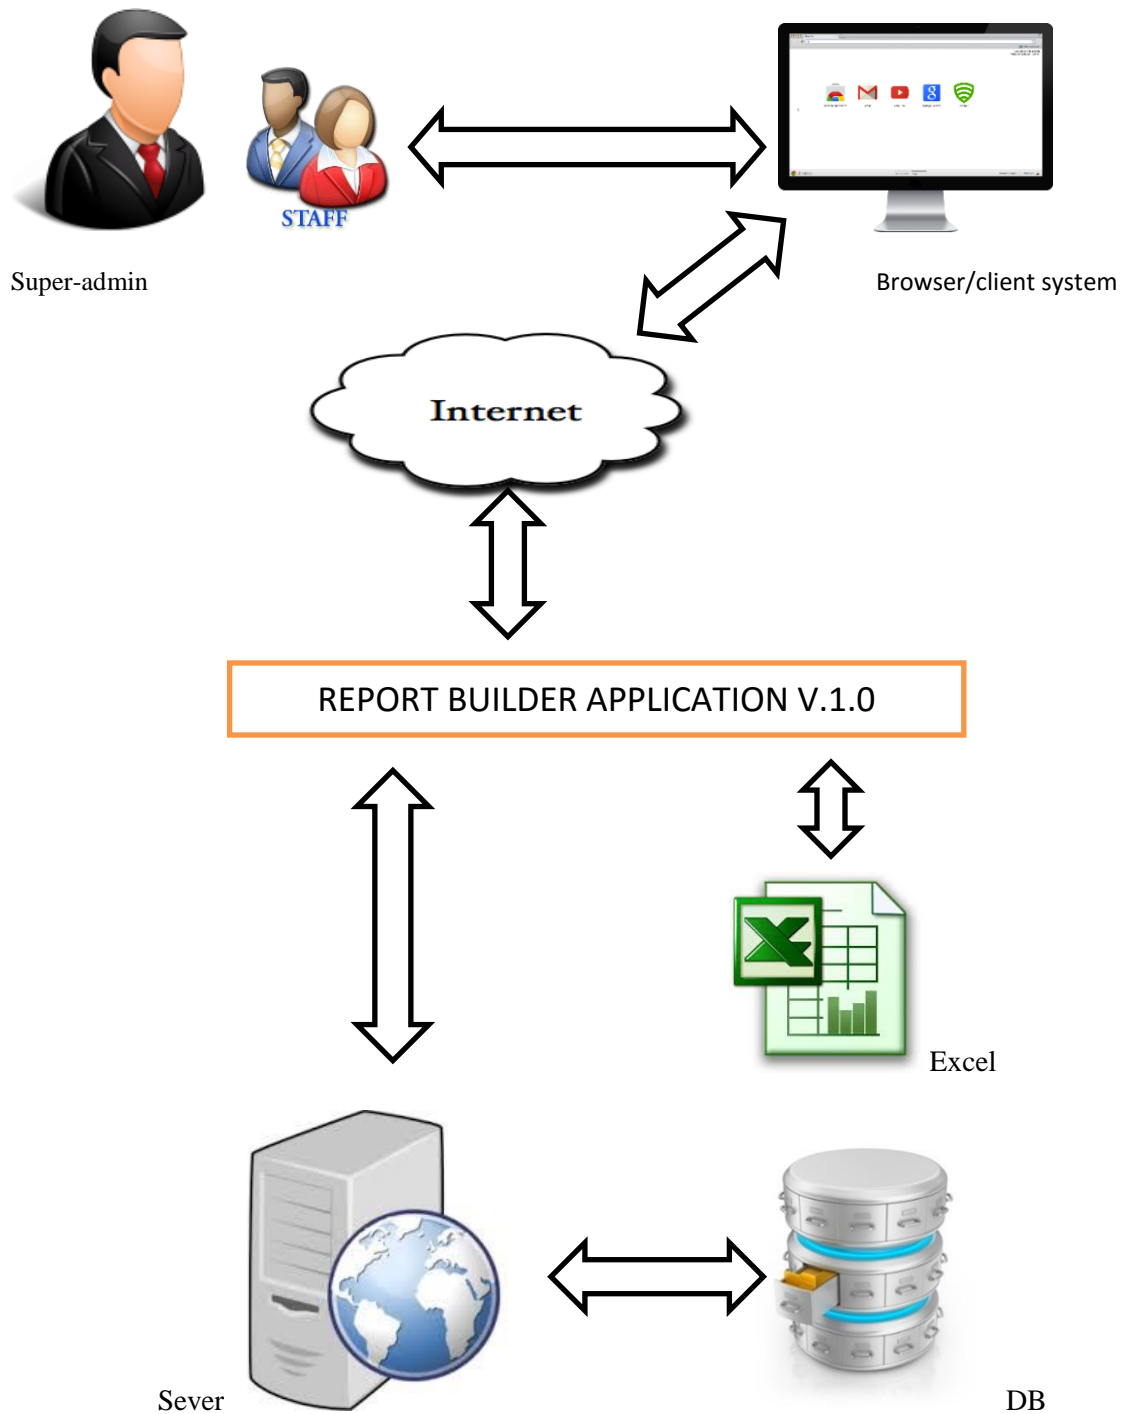 STAFF
Super-admin
Browser/client system
Internet
REPORT BUILDER APPLICATION V.1.0
Excel
Sever
DB